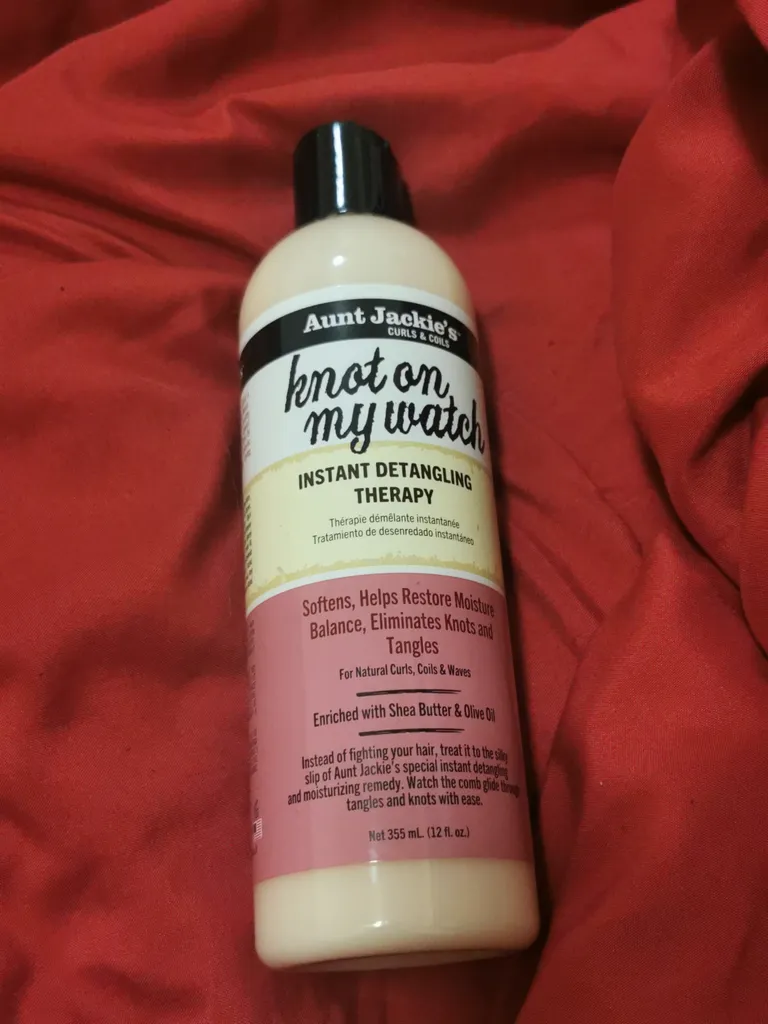 Aunt Jackie's
CURLS & COILS
knot on
my watch
INSTANT DETANGLING
THERAPY
Thérapie démêlante instantanée
Tratamiento de desenredado instantáneo
Softens, Helps Restore Moisture
Balance, Eliminates Knots and
Tangles
For Natural Curls, Coils & Waves
Enriched with Shea Butter & Olive Oil
Instead of fighting your hair, treat it to the silky
slip of Aunt Jackie's special instant detangling
and moisturizing remedy. Watch the comb glide through
tangles and knots with ease.
Net 355 mL. (12 fl. oz.)